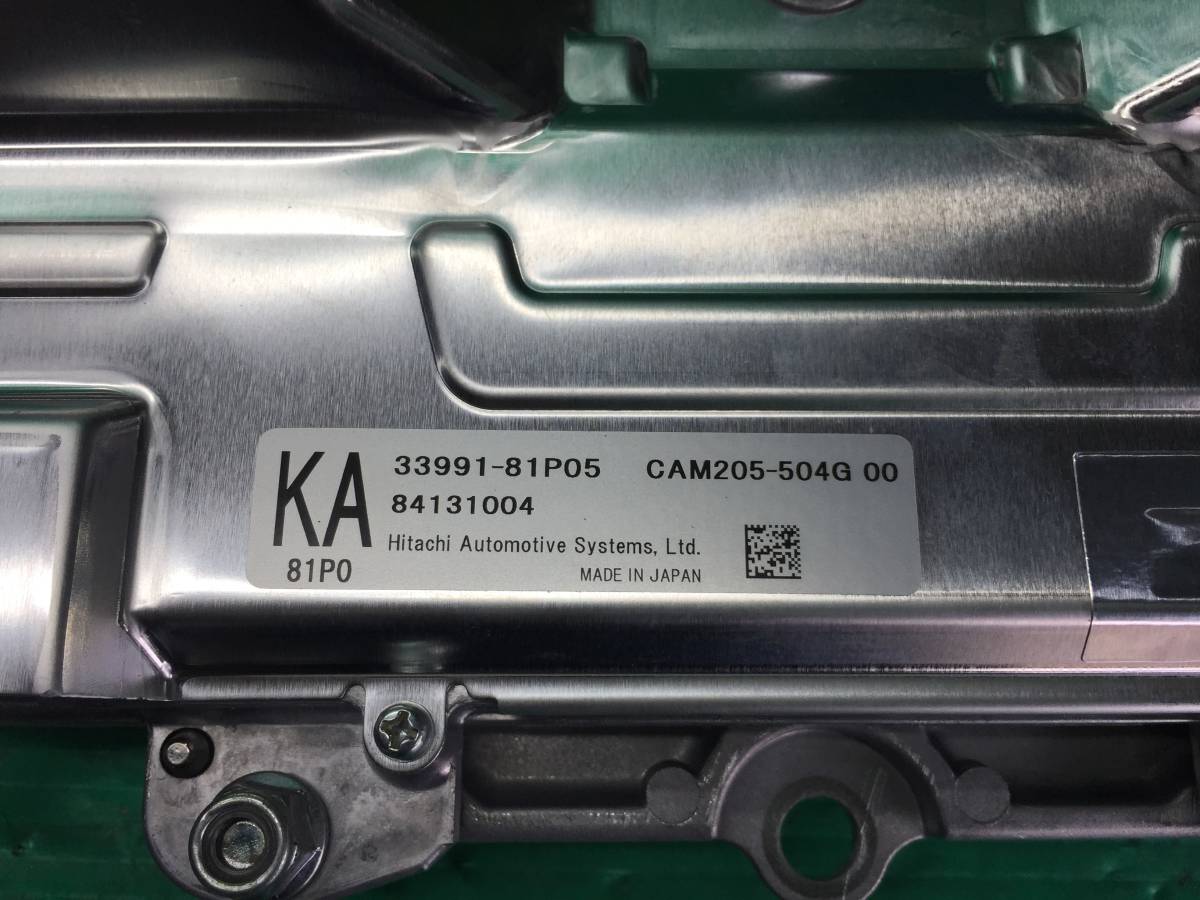 KA
33991-81P05 CAM205-504G 00
84131004
Hitachi Automotive Systems, Ltd.
81P0
MADE IN JAPAN